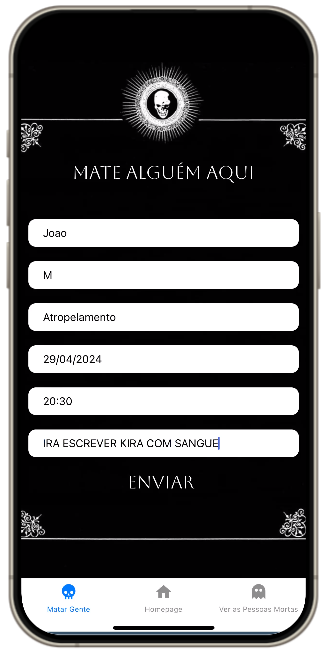 MATE ALGUÉM AQUI
Joao
M
Atropelamento
29/04/2024
20:30
IRA ESCREVER KIRA COM SANGUE
ENVIAR
Matar Gente
Homepage
Ver as Pessoas Mortas